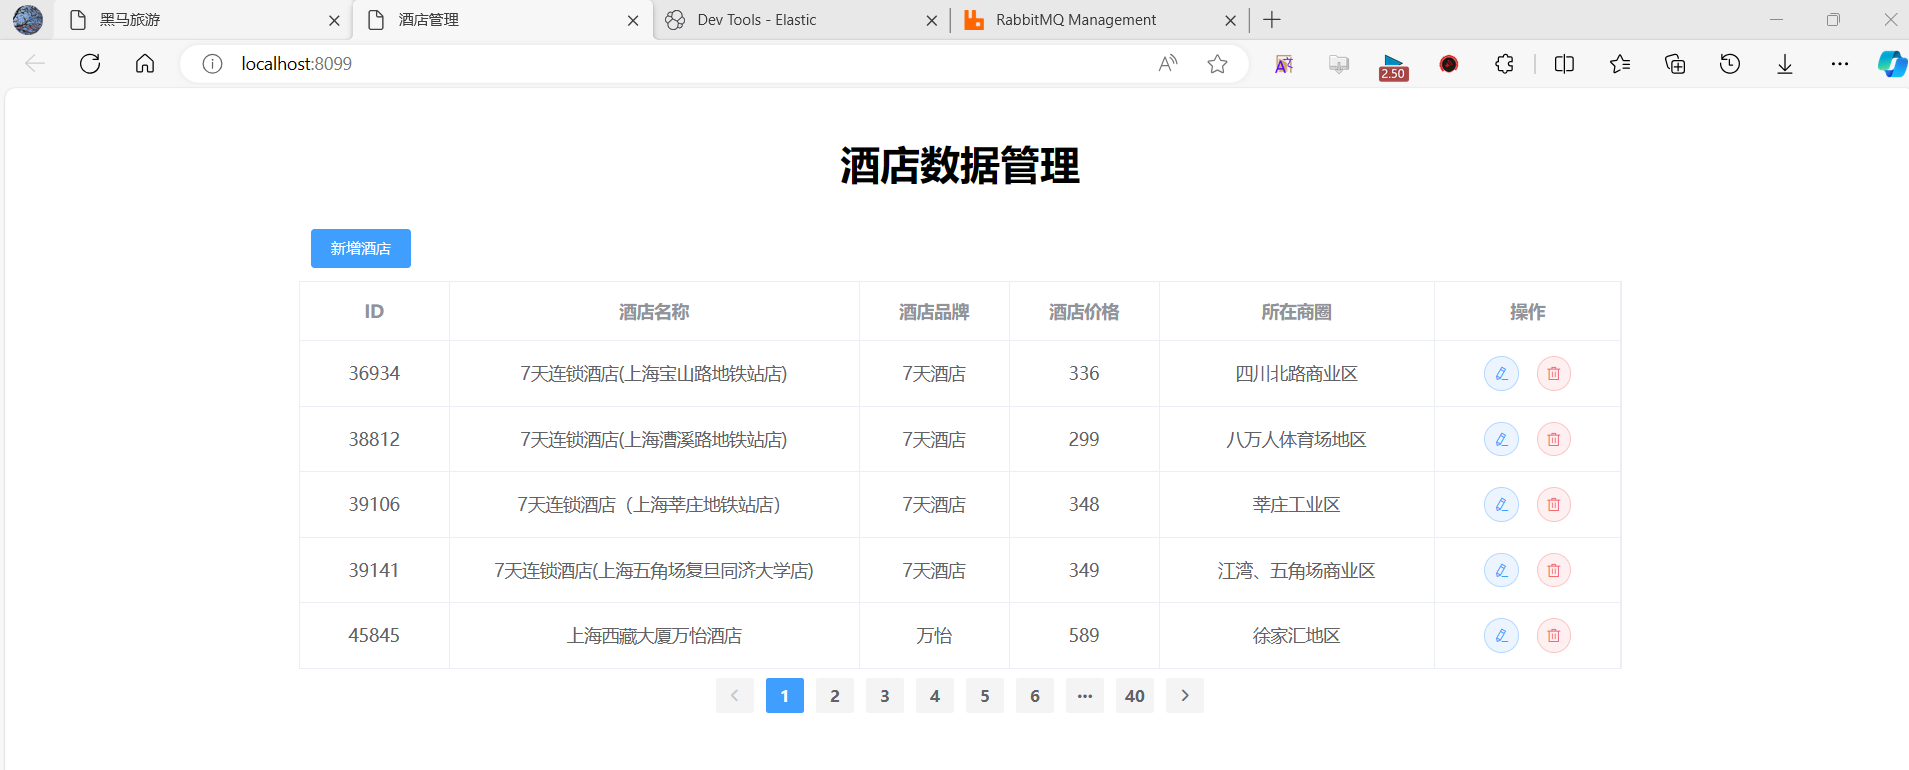 黑马旅游
酒店管理
Dev Tools - Elastic
RabbitMQ Management
localhost:8099
2.50
酒店数据管理
新增酒店
ID 酒店名称 酒店品牌 酒店价格 所在商圈 操作
36934 7天连锁酒店(上海宝山路地铁站店) 7天酒店 336 四川北路商业区
38812 7天连锁酒店(上海漕溪路地铁站店) 7天酒店 299 八万人体育场地区
39106 7天连锁酒店（上海莘庄地铁站店） 7天酒店 348 莘庄工业区
39141 7天连锁酒店(上海五角场复旦同济大学店) 7天酒店 349 江湾、五角场商业区
45845 上海西藏大厦万怡酒店 万怡 589 徐家汇地区
1 2 3 4 5 6 ··· 40